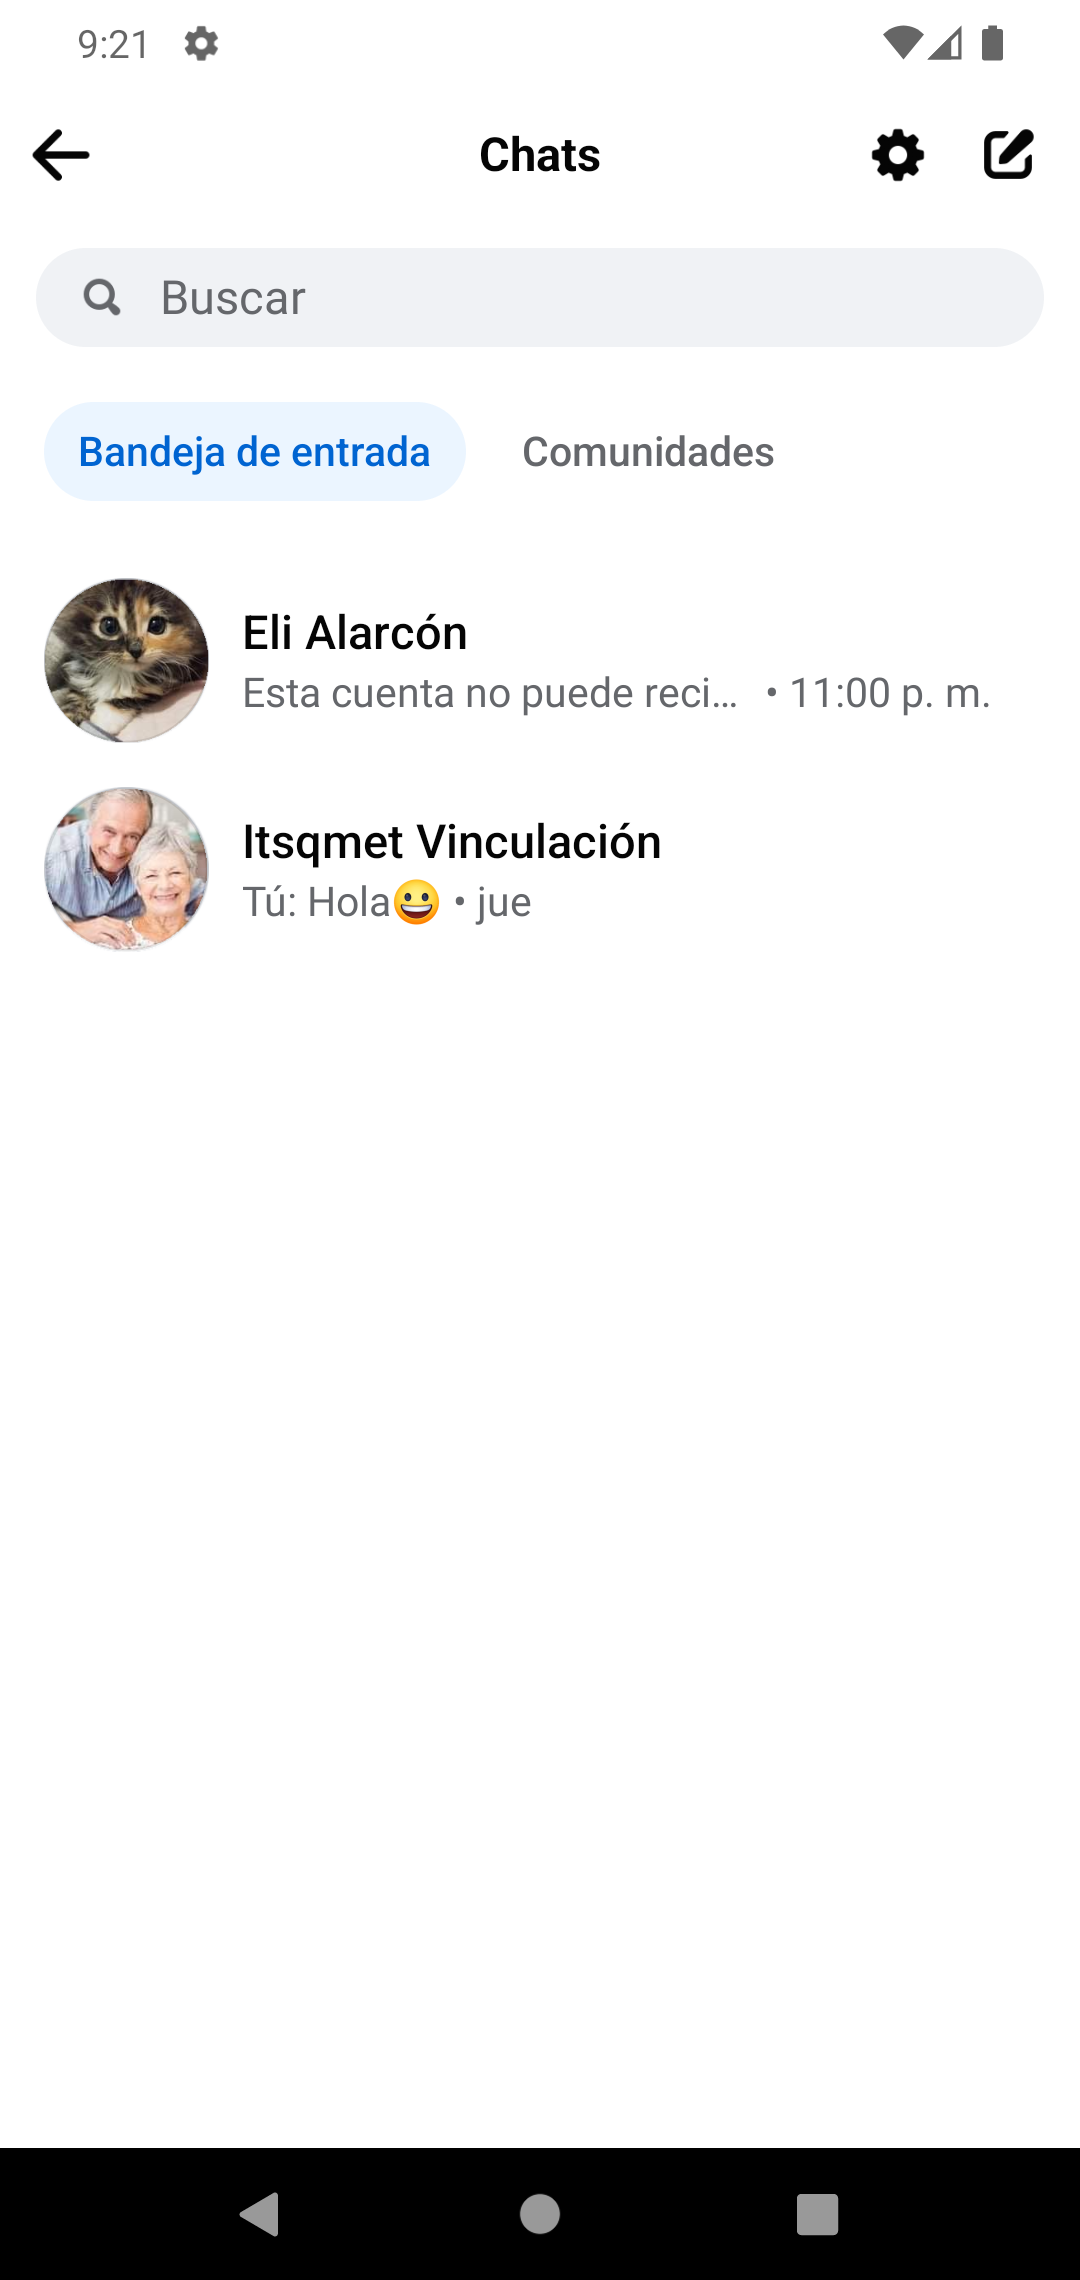 9:21
Chats
Buscar
Bandeja de entrada
Comunidades
Eli Alarcón
Esta cuenta no puede reci... • 11:00 p. m.
Itsqmet Vinculación
Tú: Hola😀 • jue